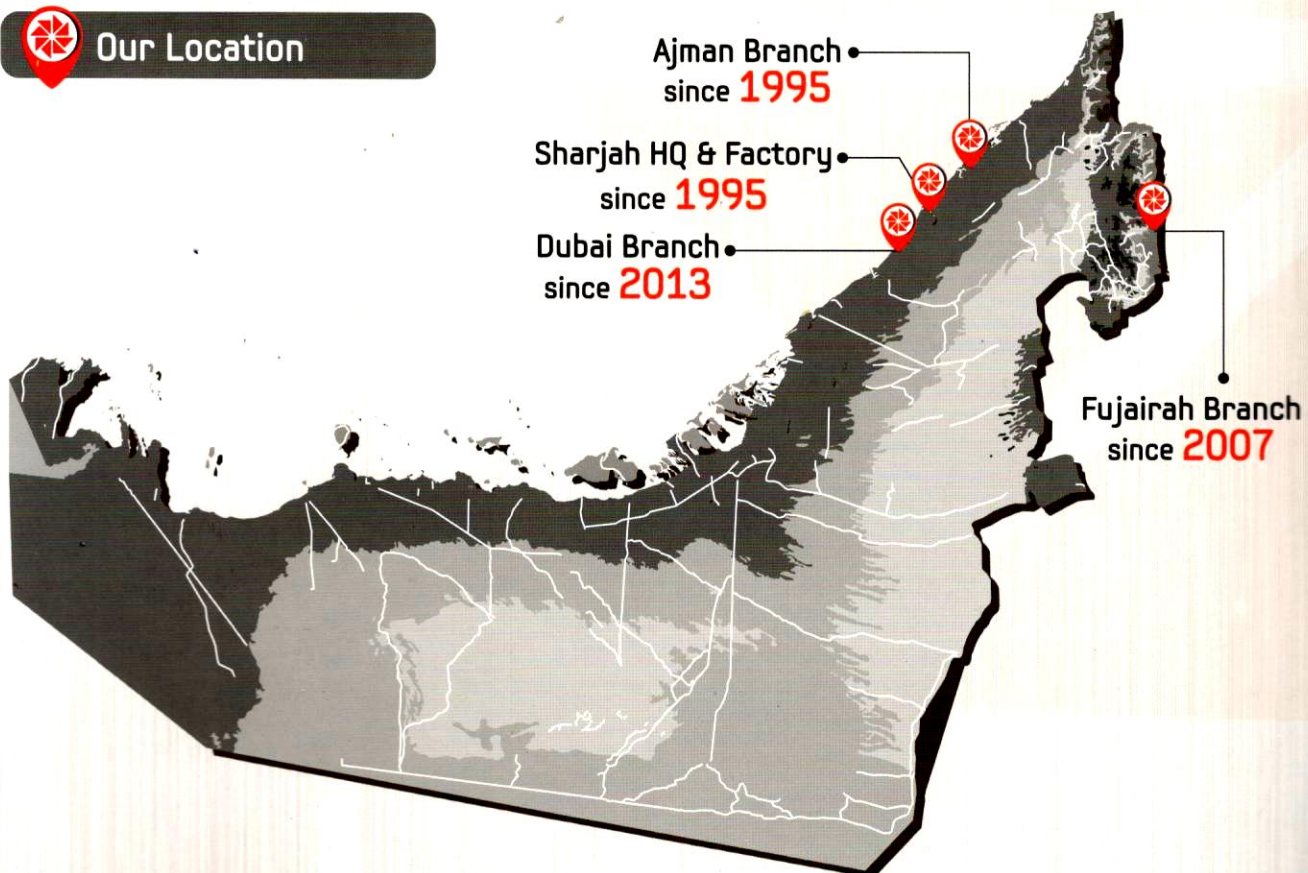 Our Location
Ajman Branch
since 1995
Sharjah HQ & Factory
since 1995
Dubai Branch
since 2013
Fujairah Branch
since 2007